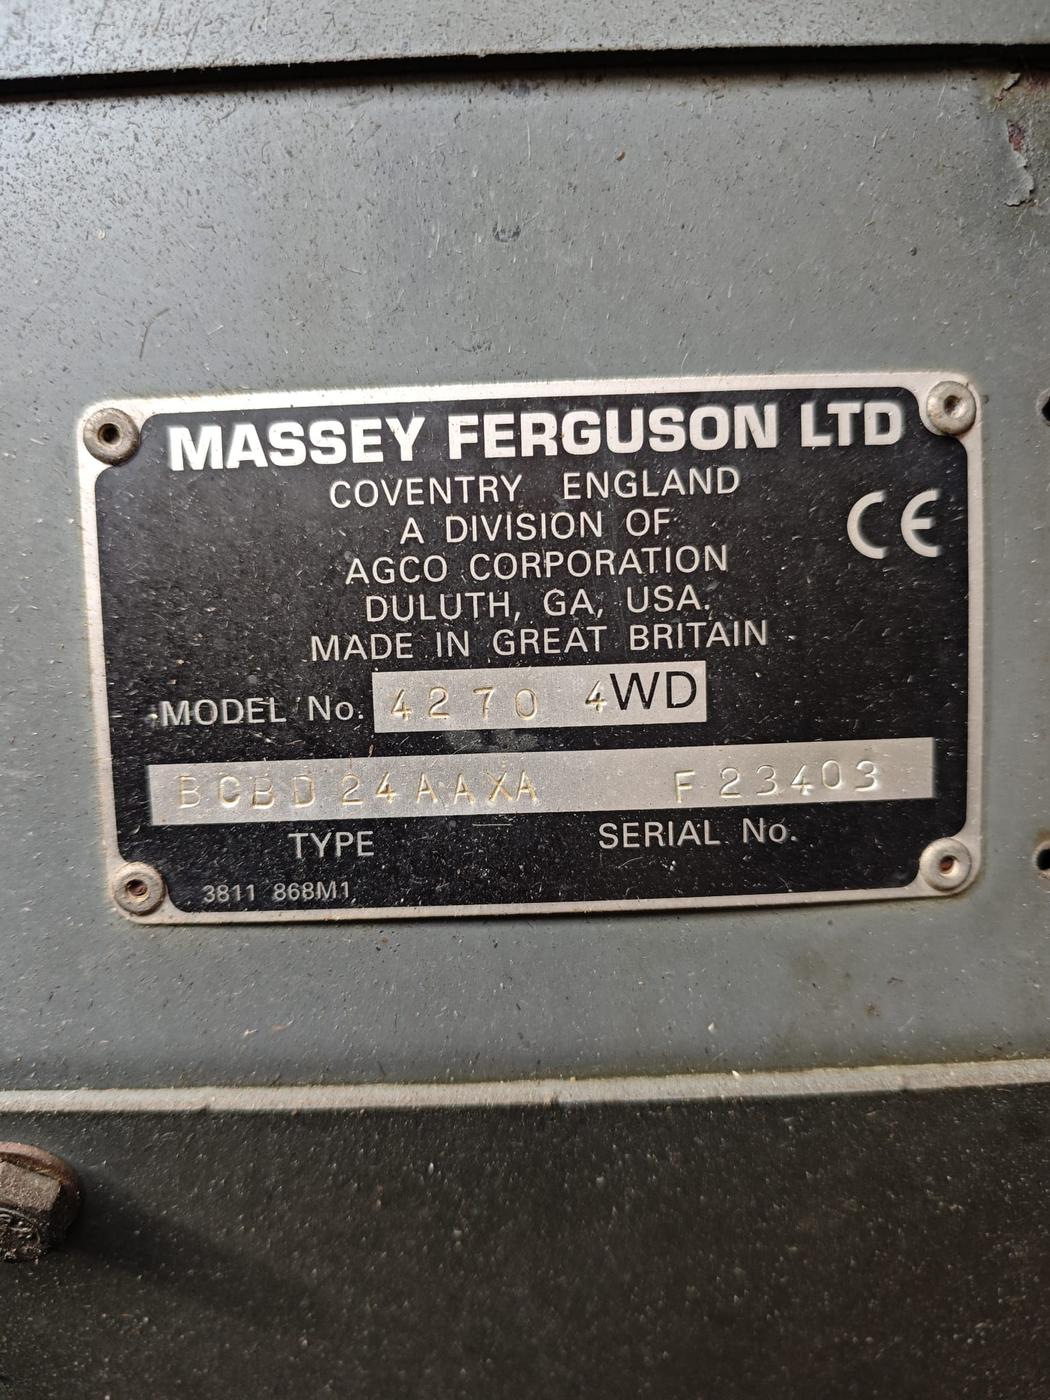 MASSEY FERGUSON LTD
COVENTRY ENGLAND
A DIVISION OF
AGCO CORPORATION
DULUTH, GA, USA.
MADE IN GREAT BRITAIN
CE
MODEL No. 4270 4WD
BCBD24AAXA F23403
TYPE SERIAL No.
3811 868M1